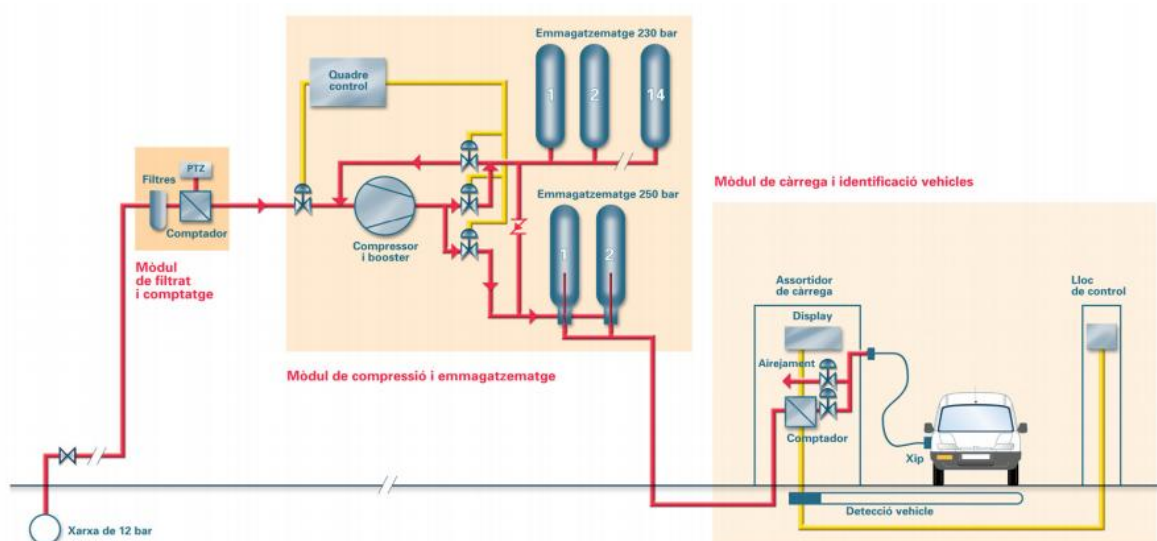 Emmagatzematge 230 bar
Quadre
control
1
2
14
PTZ
Filtres
Comptador
Mòdul
de filtrat
i comptatge
Compressor
i booster
Emmagatzematge 250 bar
1
2
Mòdul de compressió i emmagatzematge
Mòdul de càrrega i identificació vehicles
Assortidor
de càrrega
Display
Airejament
Comptador
Xip
Lloc
de control
Detecció vehicle
Xarxa de 12 bar